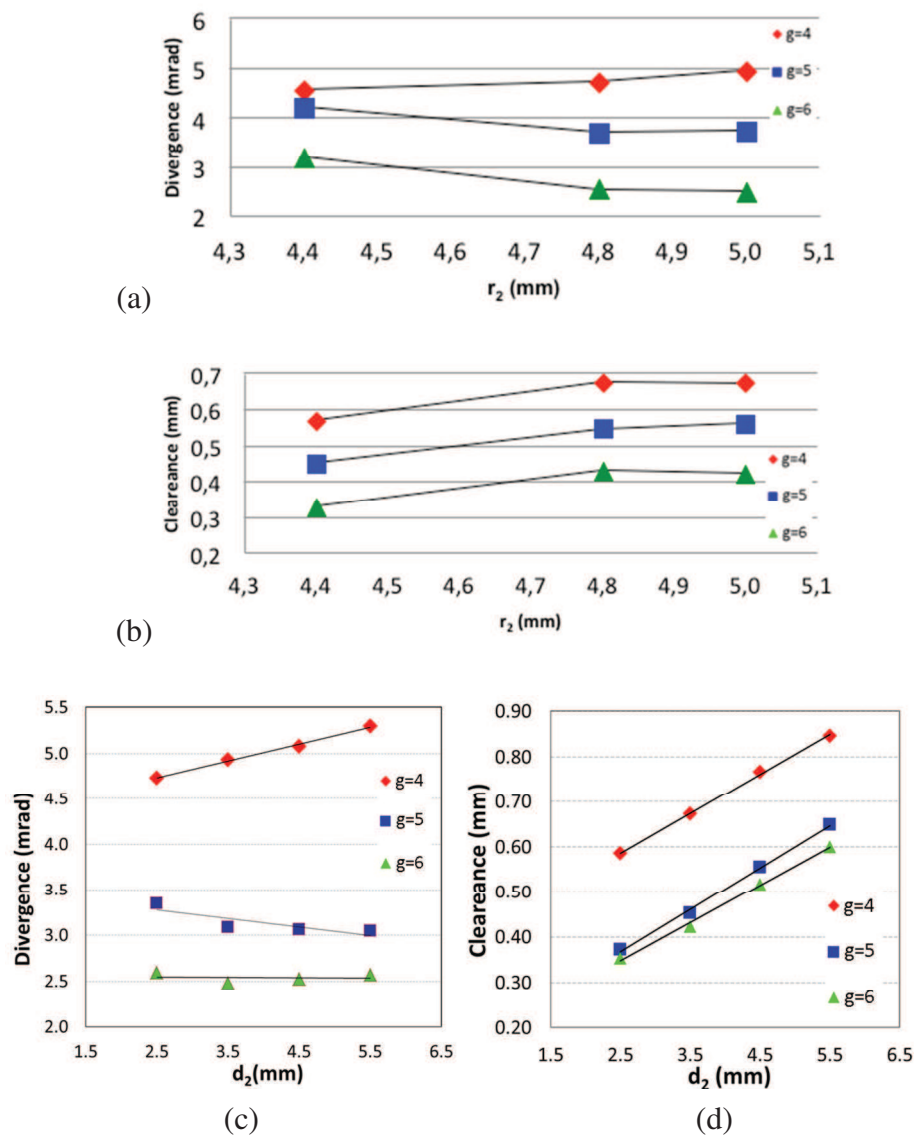 6
5
4
3
2
Divergence (mrad)
g=4
g=5
g=6
4,3 4,4 4,5 4,6 4,7 4,8 4,9 5,0 5,1
r2 (mm)
(a)
0,7
0,6
0,5
0,4
0,3
0,2
Cleareance (mm)
g=4
g=5
g=6
4,3 4,4 4,5 4,6 4,7 4,8 4,9 5,0 5,1
r2 (mm)
(b)
5.5
5.0
4.5
4.0
3.5
3.0
2.5
2.0
Divergence (mrad)
g=4
g=5
g=6
1.5 2.5 3.5 4.5 5.5 6.5
d2(mm)
(c)
0.90
0.80
0.70
0.60
0.50
0.40
0.30
0.20
Cleareance (mm)
g=4
g=5
g=6
1.5 2.5 3.5 4.5 5.5 6.5
d2 (mm)
(d)